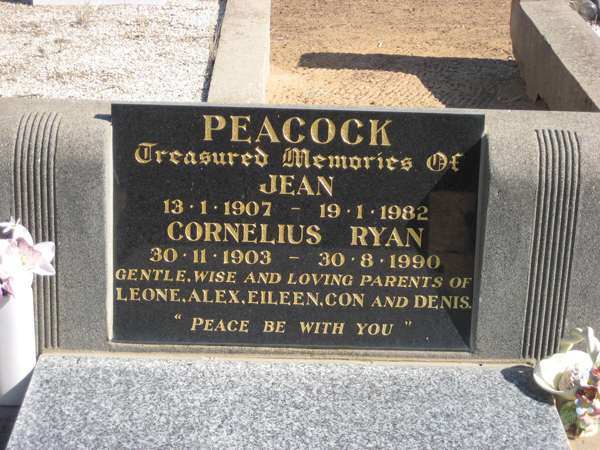 PEACOCK
Treasured Memories Of
JEAN
13·1·1907 - 19·1·1982
CORNELIUS RYAN
30·11·1903 - 30·8·1990
GENTLE, WISE AND LOVING PARENTS OF
LEONE, ALEX, EILEEN, CON AND DENIS.
" PEACE BE WITH YOU "